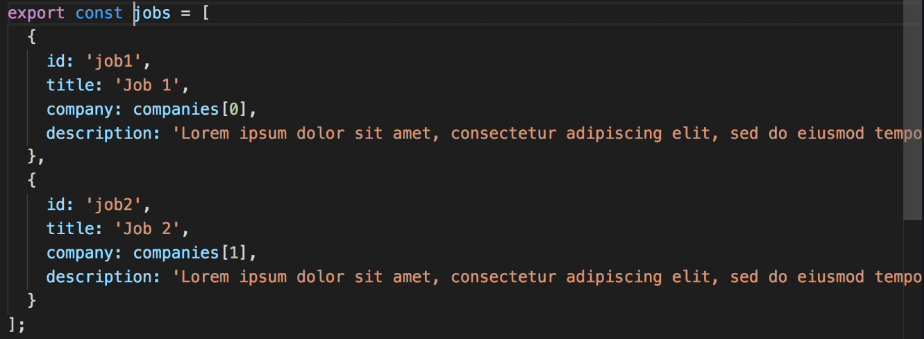 export const jobs = [
  {
    id: 'job1',
    title: 'Job 1',
    company: companies[0],
    description: 'Lorem ipsum dolor sit amet, consectetur adipiscing elit, sed do eiusmod tempo
  },
  {
    id: 'job2',
    title: 'Job 2',
    company: companies[1],
    description: 'Lorem ipsum dolor sit amet, consectetur adipiscing elit, sed do eiusmod tempo
  }
];